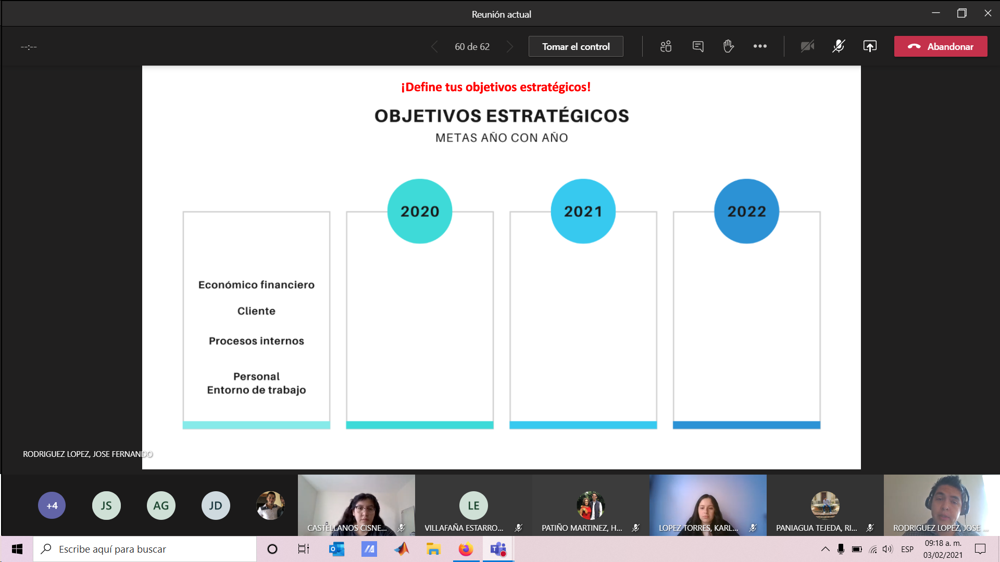 Reunión actual
--:--
60 de 62
Tomar el control
Abandonar
¡Define tus objetivos estratégicos!
OBJETIVOS ESTRATÉGICOS
METAS AÑO CON AÑO
2020
2021
2022
Económico financiero
Cliente
Procesos internos
Personal
Entorno de trabajo
RODRIGUEZ LOPEZ, JOSE FERNANDO
+4
JS
AG
JD
LE
CASTELLANOS CISNE...
VILLAFAÑA ESTARRO...
PATIÑO MARTINEZ, H...
LOPEZ TORRES, KARL...
PANIAGUA TEJEDA, RI...
RODRIGUEZ LOPEZ, JOSE ...
Escribe aquí para buscar
ESP
09:18 a. m.
03/02/2021